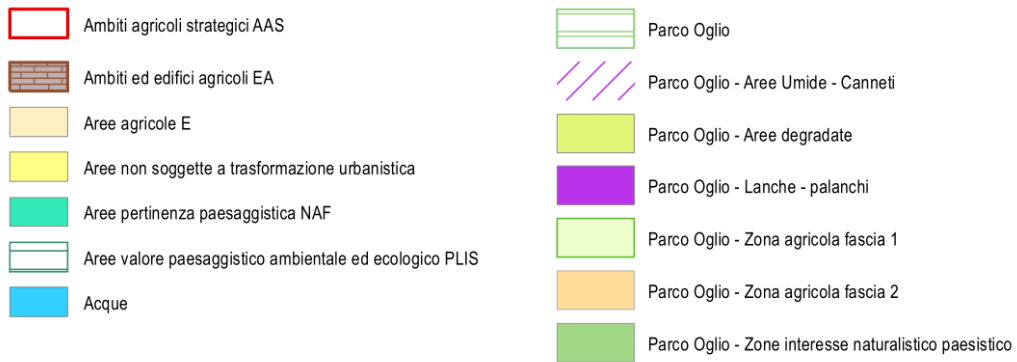 Ambiti agricoli strategici AAS
Ambiti ed edifici agricoli EA
Aree agricole E
Aree non soggette a trasformazione urbanistica
Aree pertinenza paesaggistica NAF
Aree valore paesaggistico ambientale ed ecologico PLIS
Acque
Parco Oglio
Parco Oglio - Aree Umide - Canneti
Parco Oglio - Aree degradate
Parco Oglio - Lanche - palanchi
Parco Oglio - Zona agricola fascia 1
Parco Oglio - Zona agricola fascia 2
Parco Oglio - Zone interesse naturalistico paesistico